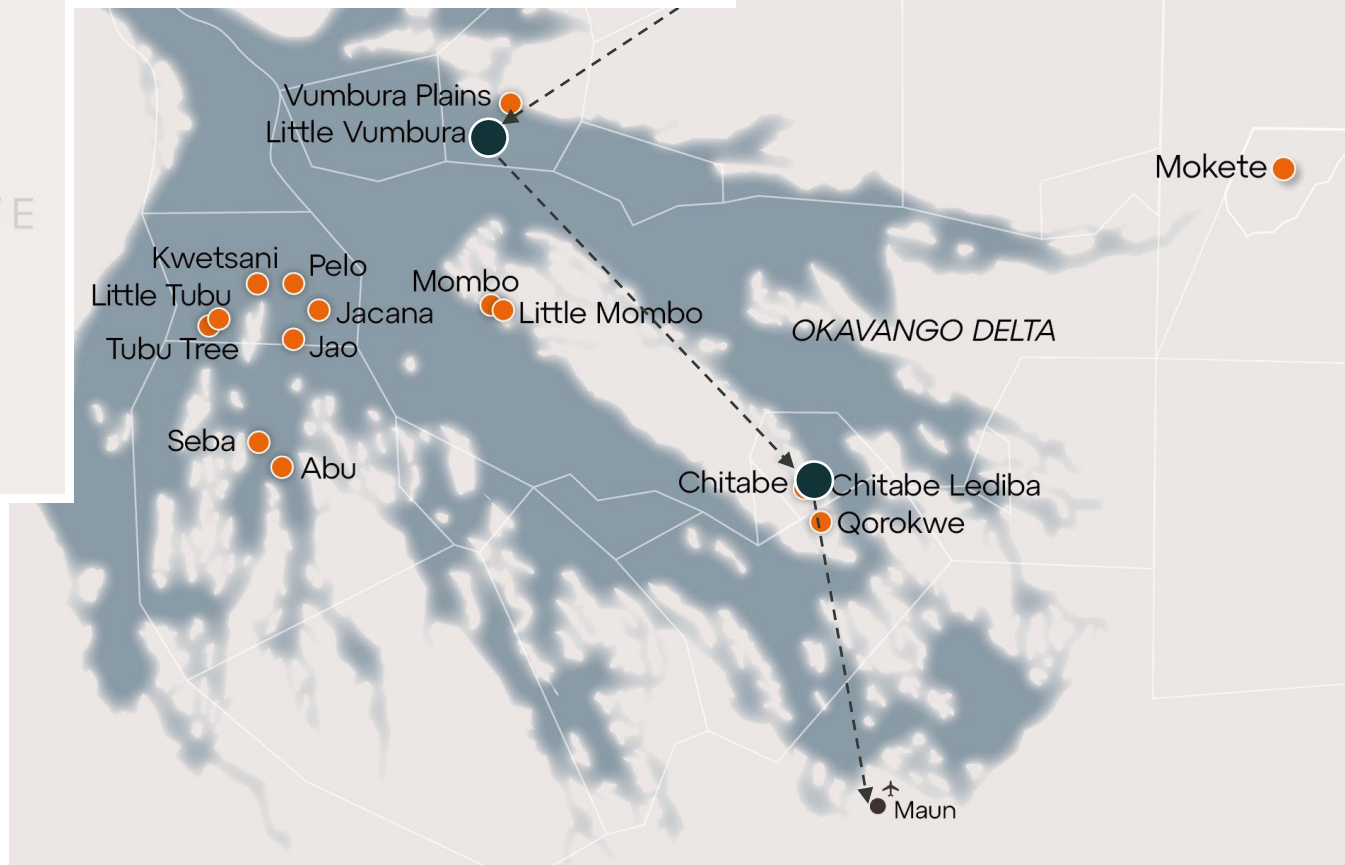 Vumbura Plains
Little Vumbura
Mokete
E
Kwetsani
Pelo
Little Tubu
Mombo
Jacana
Little Mombo
OKAVANGO DELTA
Tubu Tree
Jao
Seba
Abu
Chitabe
Chitabe Lediba
Qorokwe
Maun